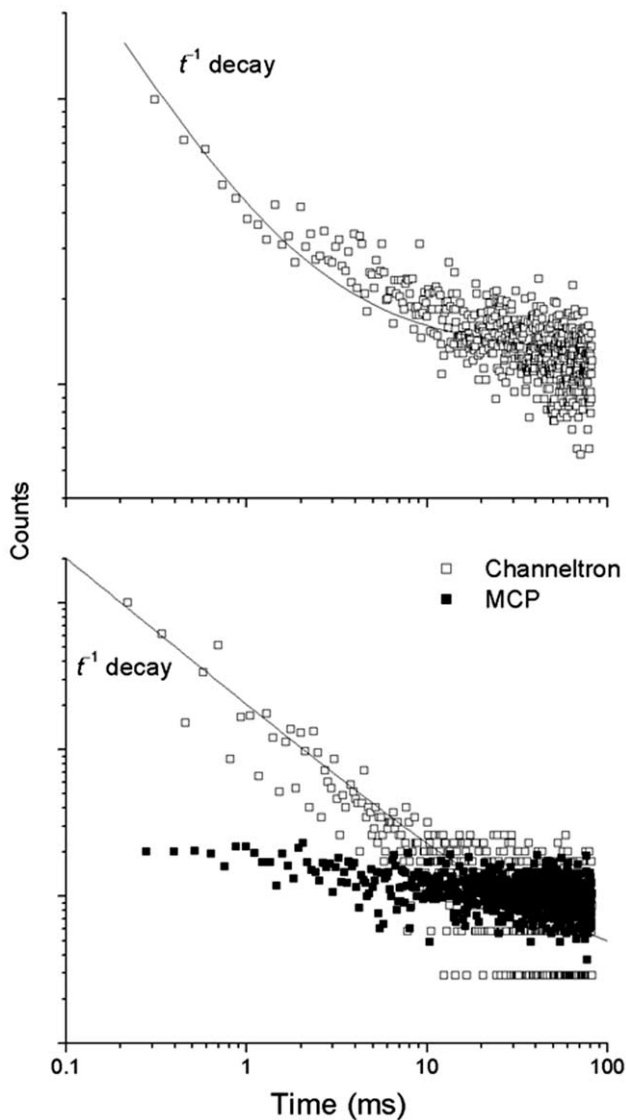 t⁻¹ decay
Counts
Channeltron
MCP
t⁻¹ decay
0.1
1
10
100
Time (ms)